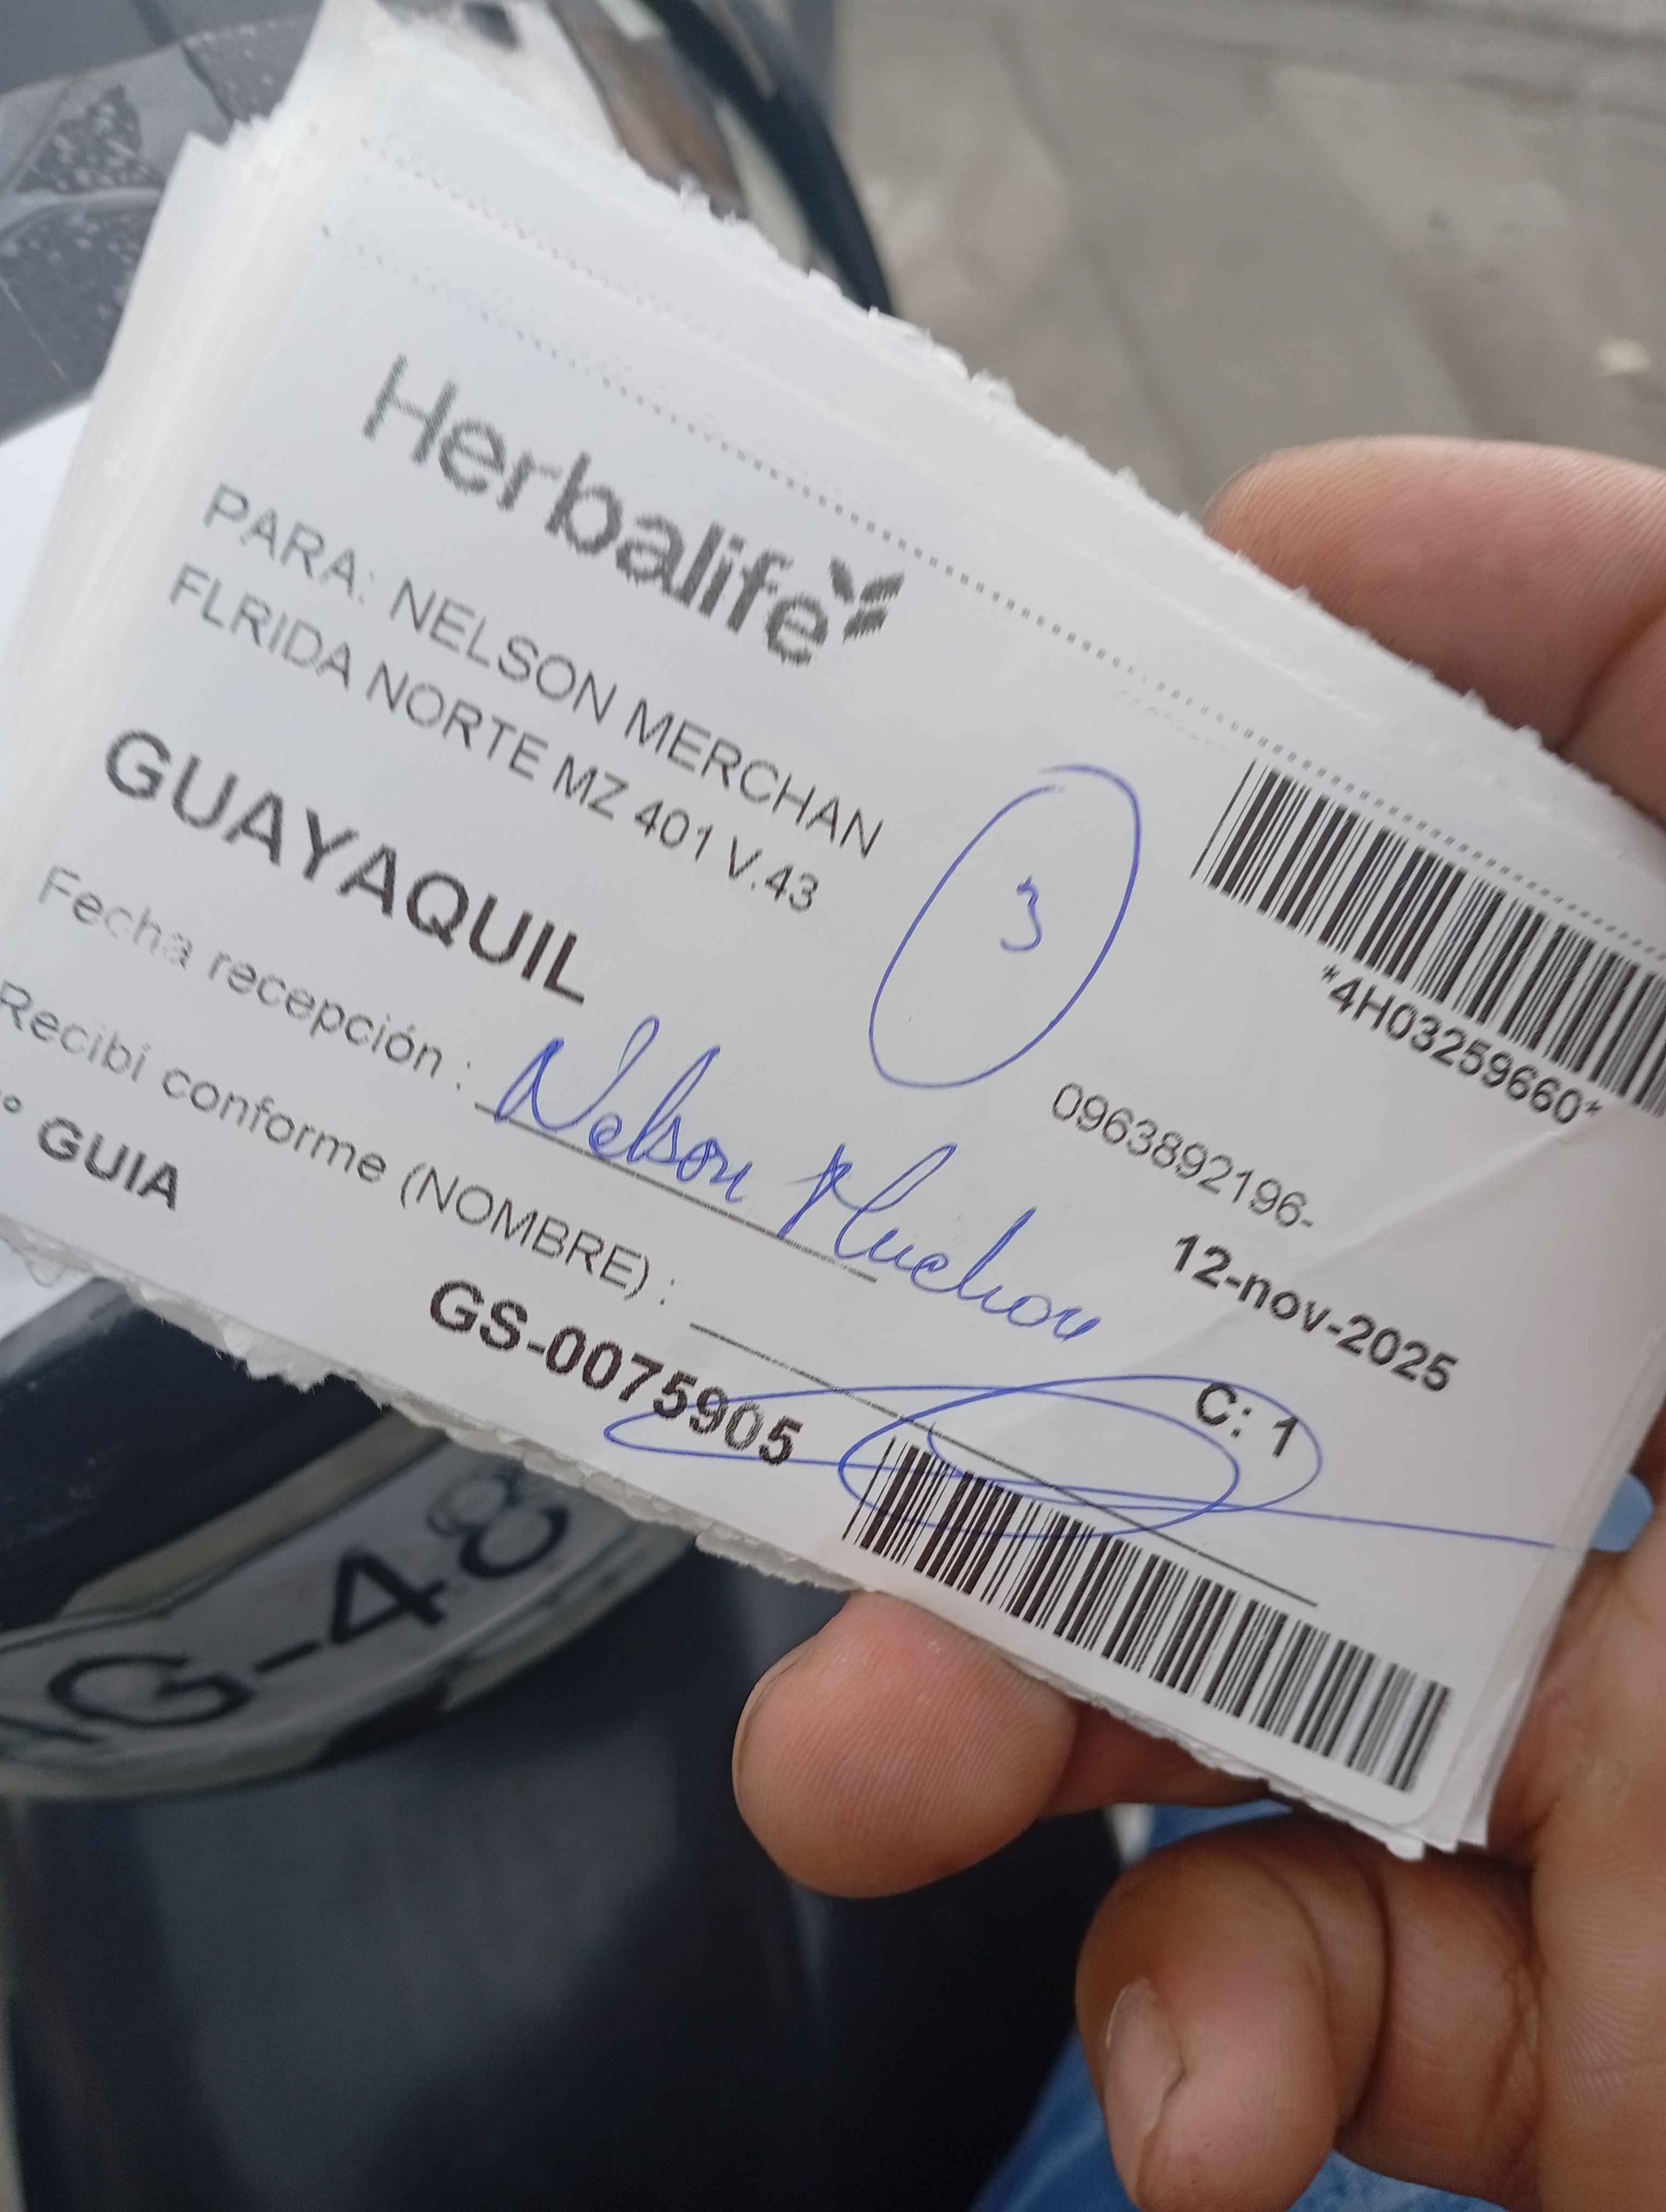 Herbalife
*4H03259660*
PARA: NELSON MERCHAN
FLRIDA NORTE MZ 401 V.43
3
0963892196-
GUAYAQUIL
12-nov-2025
Fecha recepción :
Nelson
C: 1
Recibí conforme (NOMBRE) :
° GUIA
GS-0075905
G-48